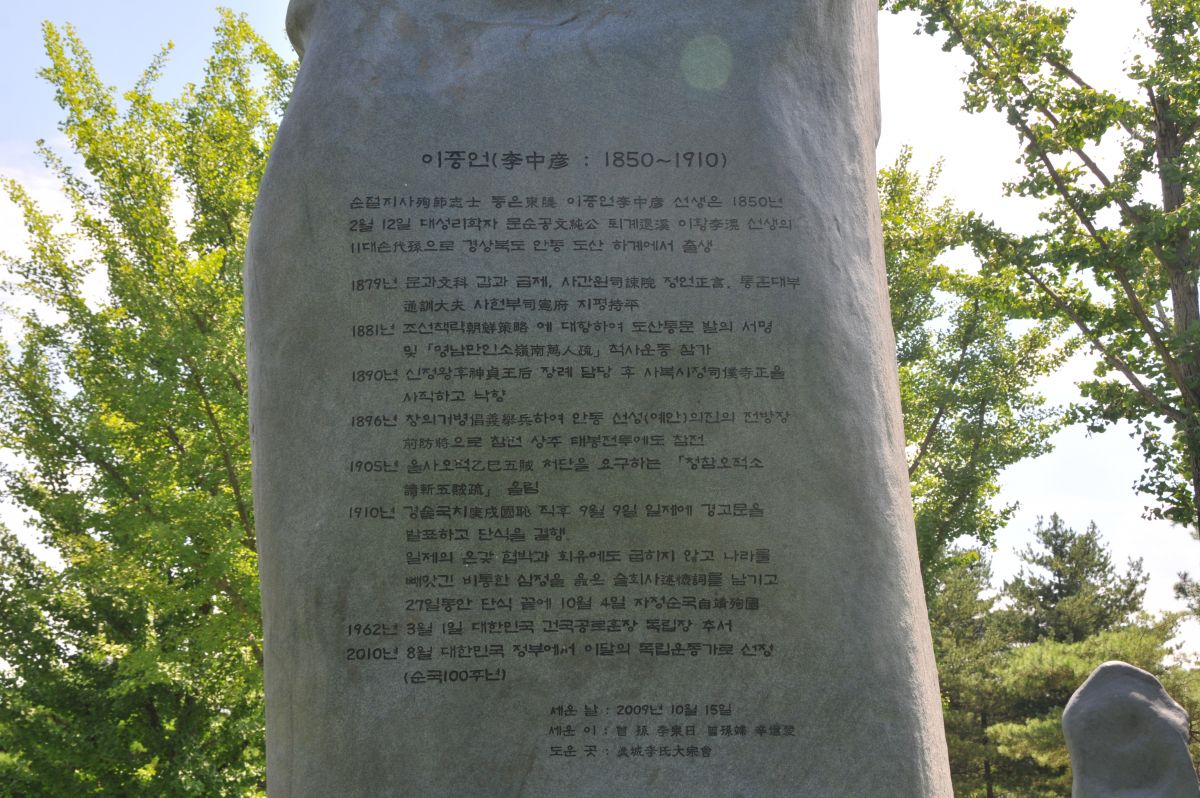 이중언(李中彦 : 1850~1910)
순절지사殉節志士 동은東隱 이중언李中彦 선생은 1850년
2월 12일 대성리학자 문순공文純公 퇴계退溪 이황李滉 선생의
11대손代孫으로 경상북도 안동 도산 하계에서 출생
1879년 문과文科 갑과 급제, 사간원司諫院 정언正言, 통훈대부
通訓大夫 사헌부司憲府 지평持平
1881년 조선책략朝鮮策略 에 대항하여 도산통문 발의 서명
및 「영남만인소嶺南萬人疏」 척사운동 참가
1890년 신정왕후神貞王后 장례 담당 후 사복시정司僕寺正을
사직하고 낙향
1896년 창의거병倡義擧兵하여 안동 선성(예안)의진의 전방장
前防將으로 참전 상주 태봉전투에도 참전
1905년 을사오적乙巳五賊 처단을 요구하는 「청참오적소
請斬五賊疏」 올림
1910년 경술국치庚戌國恥 직후 9월 9일 일제에 경고문을
발표하고 단식을 결행.
일제의 온갖 협박과 회유에도 굽히지 않고 나라를
빼앗긴 비통한 심정을 읊은 술회사述懷詞를 남기고
27일동안 단식 끝에 10월 4일 자정순국自靖殉國
1962년 3월 1일 대한민국 건국공로훈장 독립장 추서
2010년 8월 대한민국 정부에서 이달의 독립운동가로 선정
(순국100주년)
세운 날 : 2009년 10월 15일
세운 이 : 曾 孫 李東日 曾孫婦
도운 곳 : 眞城李氏大宗會